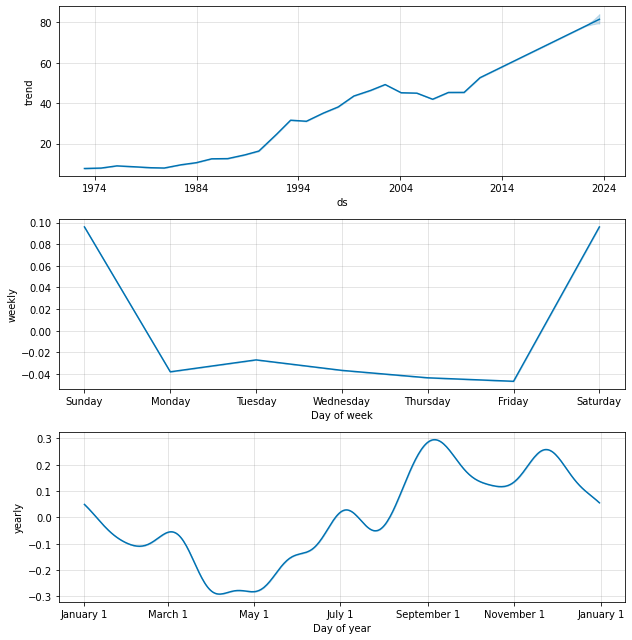 80
60
40
20
trend
1974 1984 1994 2004 2014 2024
ds
0.10
0.08
0.06
0.04
0.02
0.00
−0.02
−0.04
weekly
Sunday Monday Tuesday Wednesday Thursday Friday Saturday
Day of week
0.3
0.2
0.1
0.0
−0.1
−0.2
−0.3
yearly
January 1 March 1 May 1 July 1 September 1 November 1 January 1
Day of year